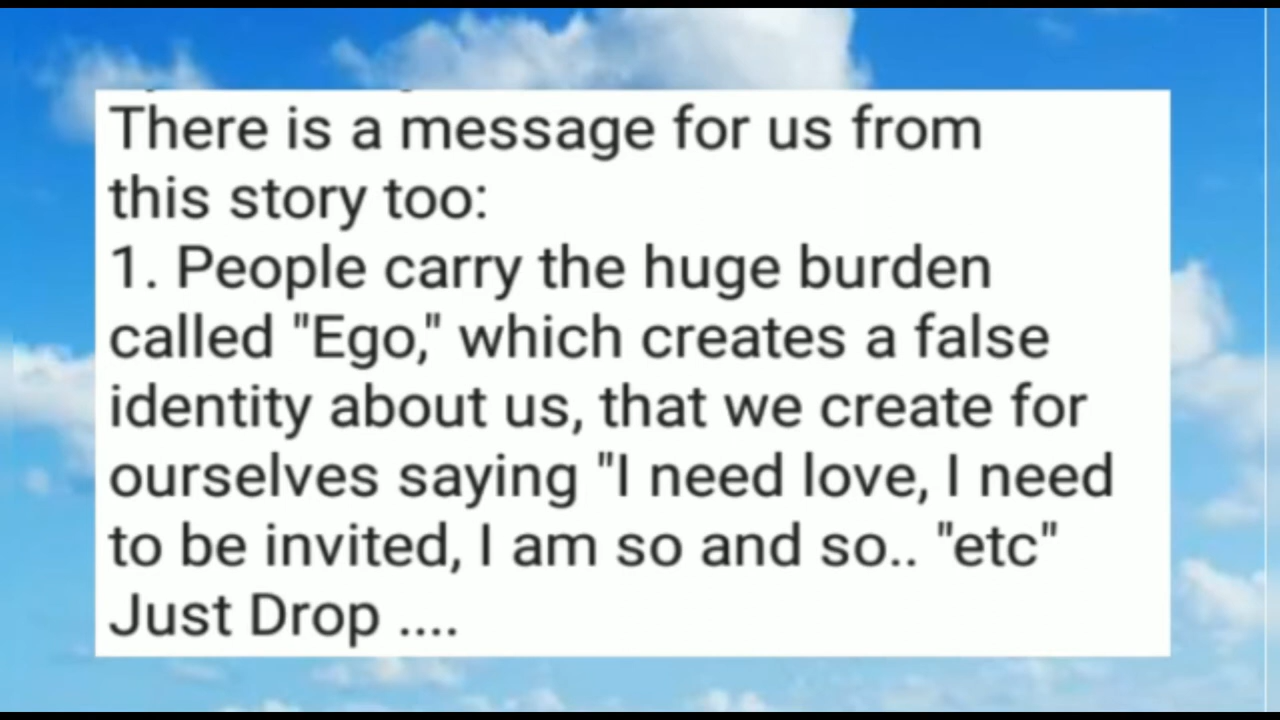 There is a message for us from
this story too:
1. People carry the huge burden
called "Ego," which creates a false
identity about us, that we create for
ourselves saying "I need love, I need
to be invited, I am so and so.. "etc"
Just Drop ....